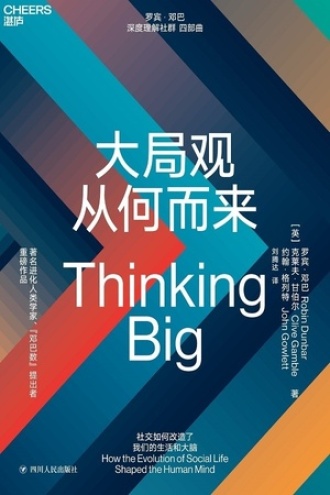 CHEERS
湛庐
罗宾·邓巴
深度理解社群 四部曲
大局观
从何而来
Thinking
Big
[英]
罗宾·邓巴 Robin Dunbar
克莱夫·甘伯尔 Clive Gamble
约翰·格列特 John Gowlett
著
刘腾达 译
著名进化人类学家、“邓巴数”提出者
重磅作品
社交如何改造了
我们的生活和大脑
How the Evolution of Social Life
Shaped the Human Mind
四川人民出版社